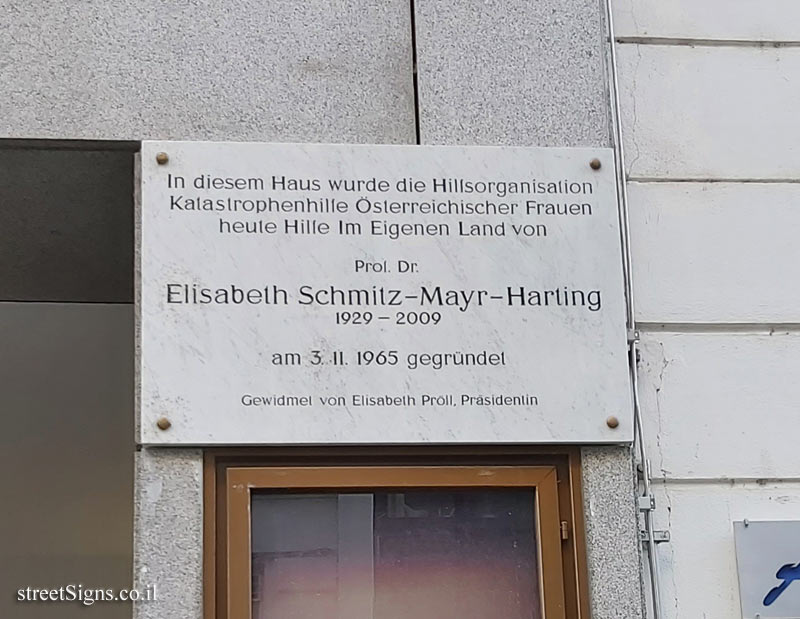 In diesem Haus wurde die Hilfsorganisation
Katastrophenhilfe Österreichischer Frauen
heute Hilfe Im Eigenen Land von
Prof. Dr.
Elisabeth Schmitz-Mayr-Harting
1929 – 2009
am 3. 11. 1965 gegründet
Gewidmet von Elisabeth Pröll, Präsidentin
streetSigns.co.il